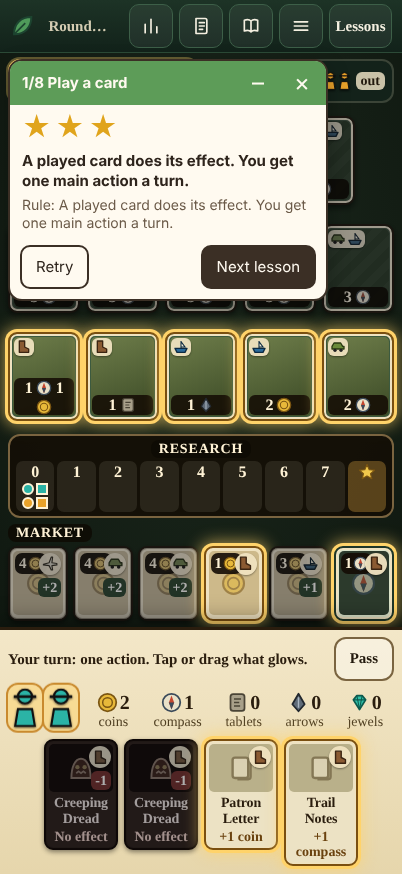 Round…
Lessons
1/8 Play a card
out
A played card does its effect. You get
one main action a turn.
Rule: A played card does its effect. You get
one main action a turn.
Retry
Next lesson
3
1 1
1
1
2
2
RESEARCH
0 1 2 3 4 5 6 7
MARKET
4 4 4 1 3 1
+2 +2 +2 +1
Your turn: one action. Tap or drag what glows.
Pass
2 1 0 0 0
coins compass tablets arrows jewels
-1 -1
Creeping Creeping Patron Trail
Dread Dread Letter Notes
No effect No effect +1 coin +1
compass